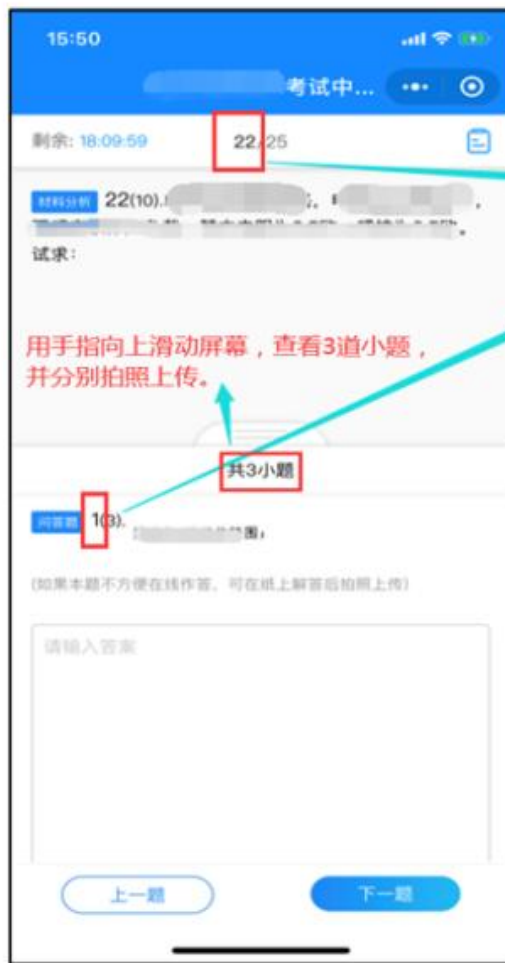 15:50
考试中...
剩余: 18:09:59
22/25
材料分析 22(10).
试求：
用手指向上滑动屏幕，查看3道小题，
并分别拍照上传。
共3小题
问答题 1(3).
图；
(如果本题不方便在线作答，可在纸上解答后拍照上传)
请输入答案
上一题
下一题